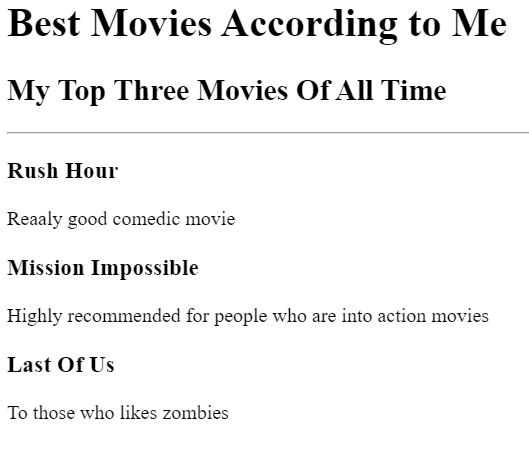 Best Movies According to Me
My Top Three Movies Of All Time
Rush Hour
Reaaly good comedic movie
Mission Impossible
Highly recommended for people who are into action movies
Last Of Us
To those who likes zombies